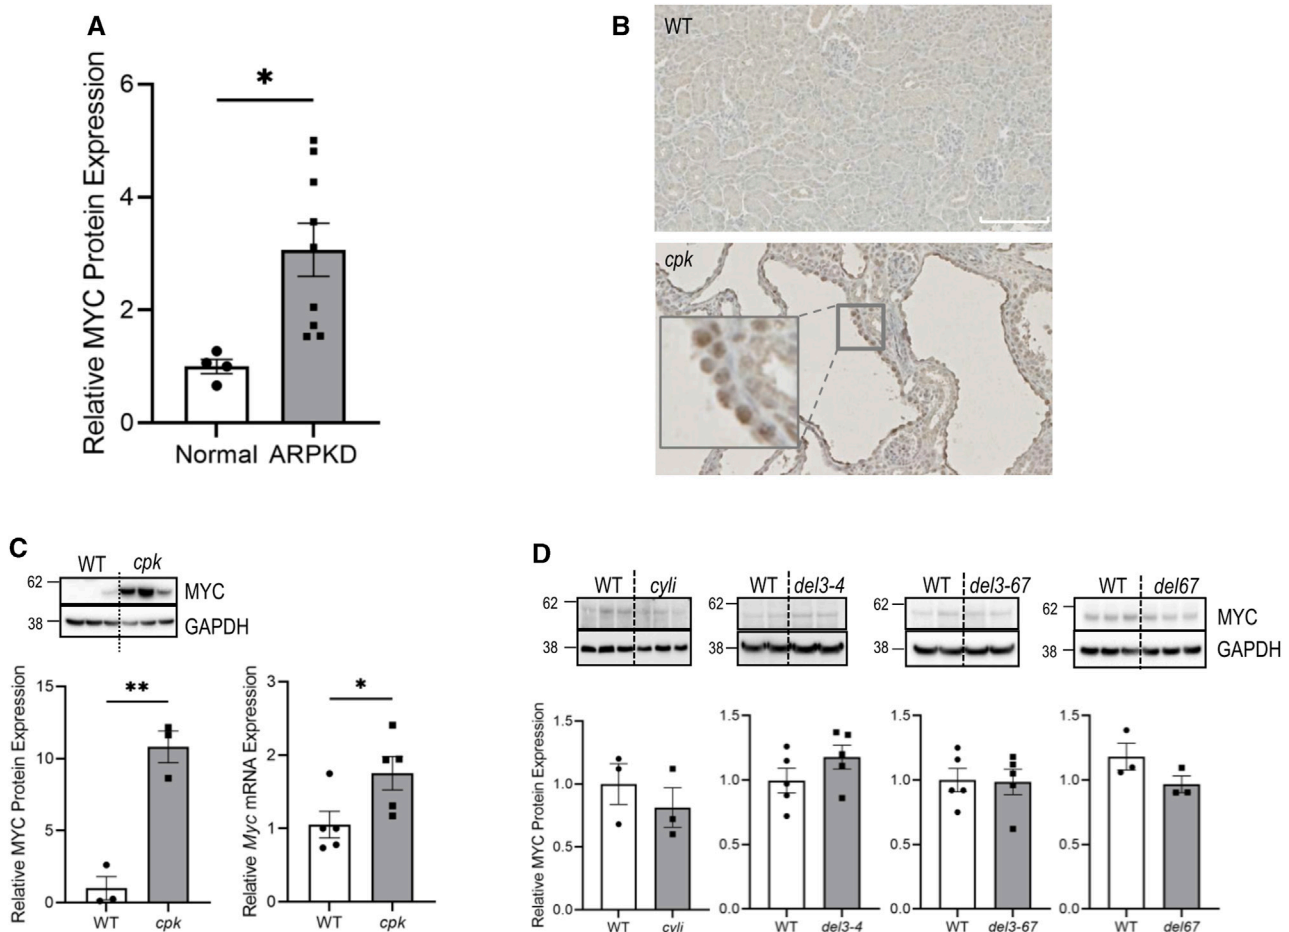 A
Relative MYC Protein Expression
6
4
2
0
*
Normal ARPKD
B
WT
cpk
C
WT cpk
62
MYC
38
GAPDH
Relative MYC Protein Expression
15
10
5
0
**
WT cpk
Relative Myc mRNA Expression
3
2
1
0
*
WT cpk
D
WT cyli
62
38
WT del3-4
62
38
WT del3-67
62
38
WT del67
62
38
MYC
GAPDH
Relative MYC Protein Expression
1.5
1.0
0.5
0.0
WT cyli
1.5
1.0
0.5
0.0
WT del3-4
1.5
1.0
0.5
0.0
WT del3-67
1.5
1.0
0.5
0.0
WT del67